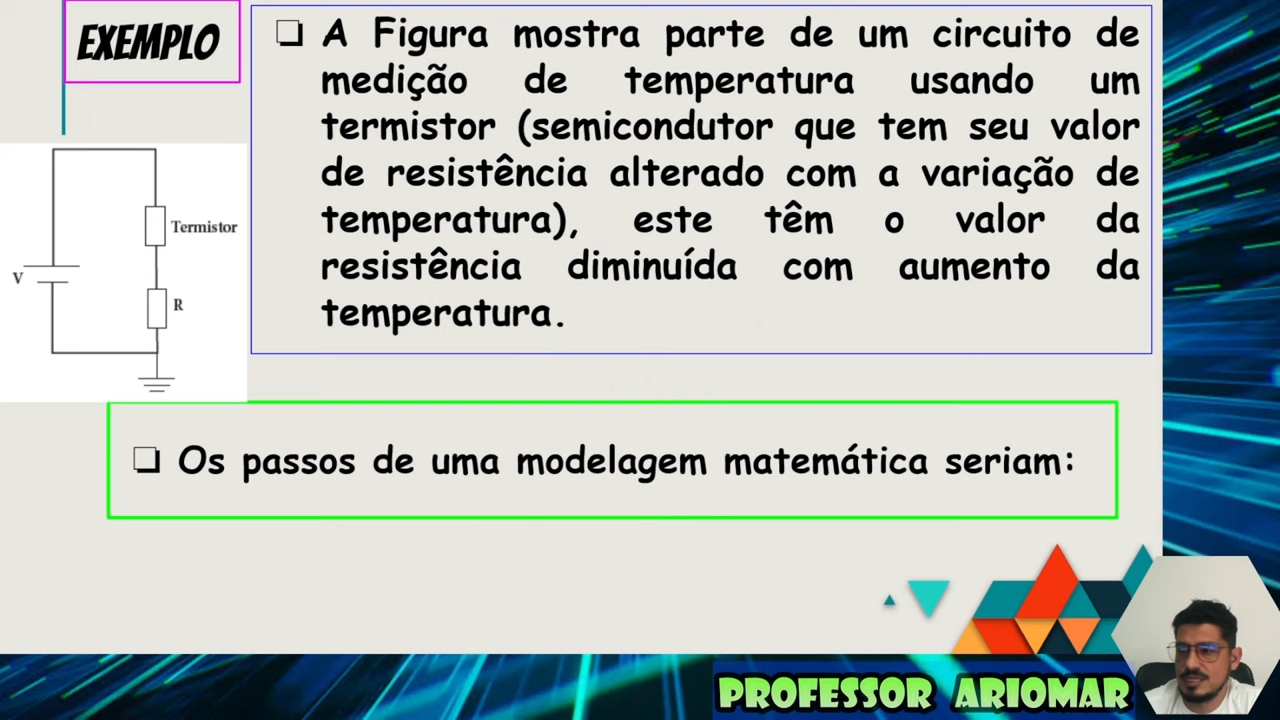 EXEMPLO
❑ A Figura mostra parte de um circuito de
medição de temperatura usando um
termistor (semicondutor que tem seu valor
de resistência alterado com a variação de
temperatura), este têm o valor da
resistência diminuída com aumento da
temperatura.
Termistor
V
R
❑ Os passos de uma modelagem matemática seriam:
PROFESSOR ARIOMAR